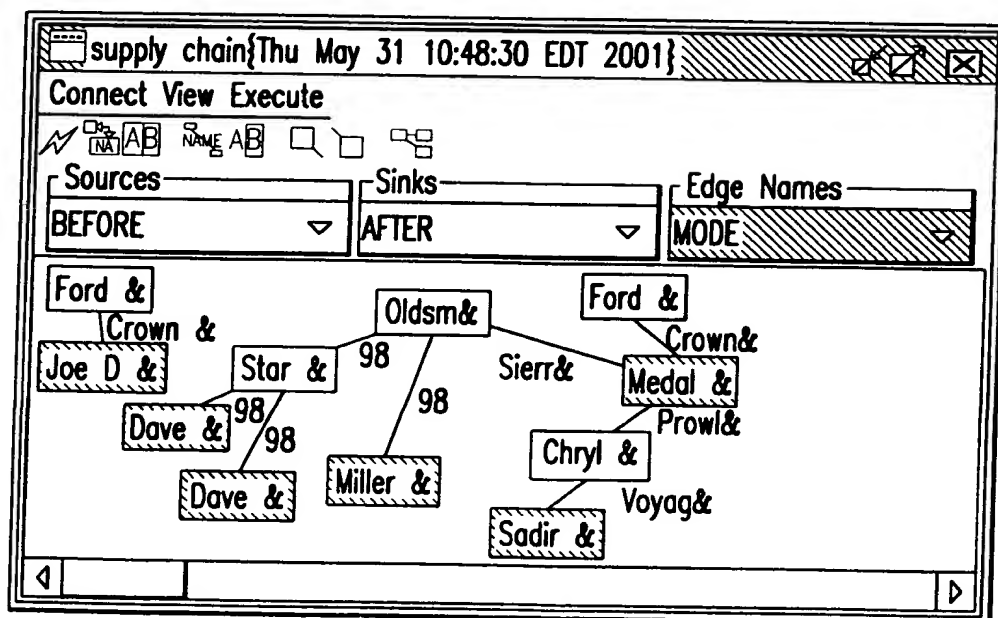 supply chain{Thu May 31 10:48:30 EDT 2001}
Connect View Execute
NA AB NAME AB
Sources Sinks Edge Names
BEFORE AFTER MODE
Ford & Oldsm& Ford &
Crown & Crown&
Joe D & Star & 98 Sierr& Medal &
Dave & 98 98 Prowl&
98 Chryl &
Dave & Miller & Voyag&
Sadir &